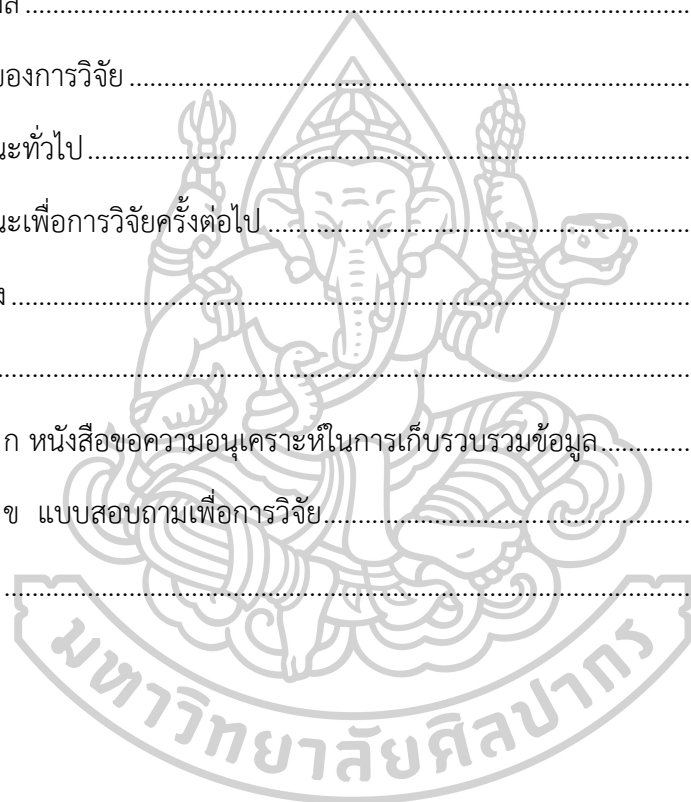 ของการวิจัย ........................................
นะทั่วไป ........................................
นะเพื่อการวิจัยครั้งต่อไป ........................................
ง ........................................
........................................
ก หนังสือขอความอนุเคราะห์ในการเก็บรวบรวมข้อมูล ...............
ข แบบสอบถามเพื่อการวิจัย ........................................
........................................
มหาวิทยาลัยศิลปากร